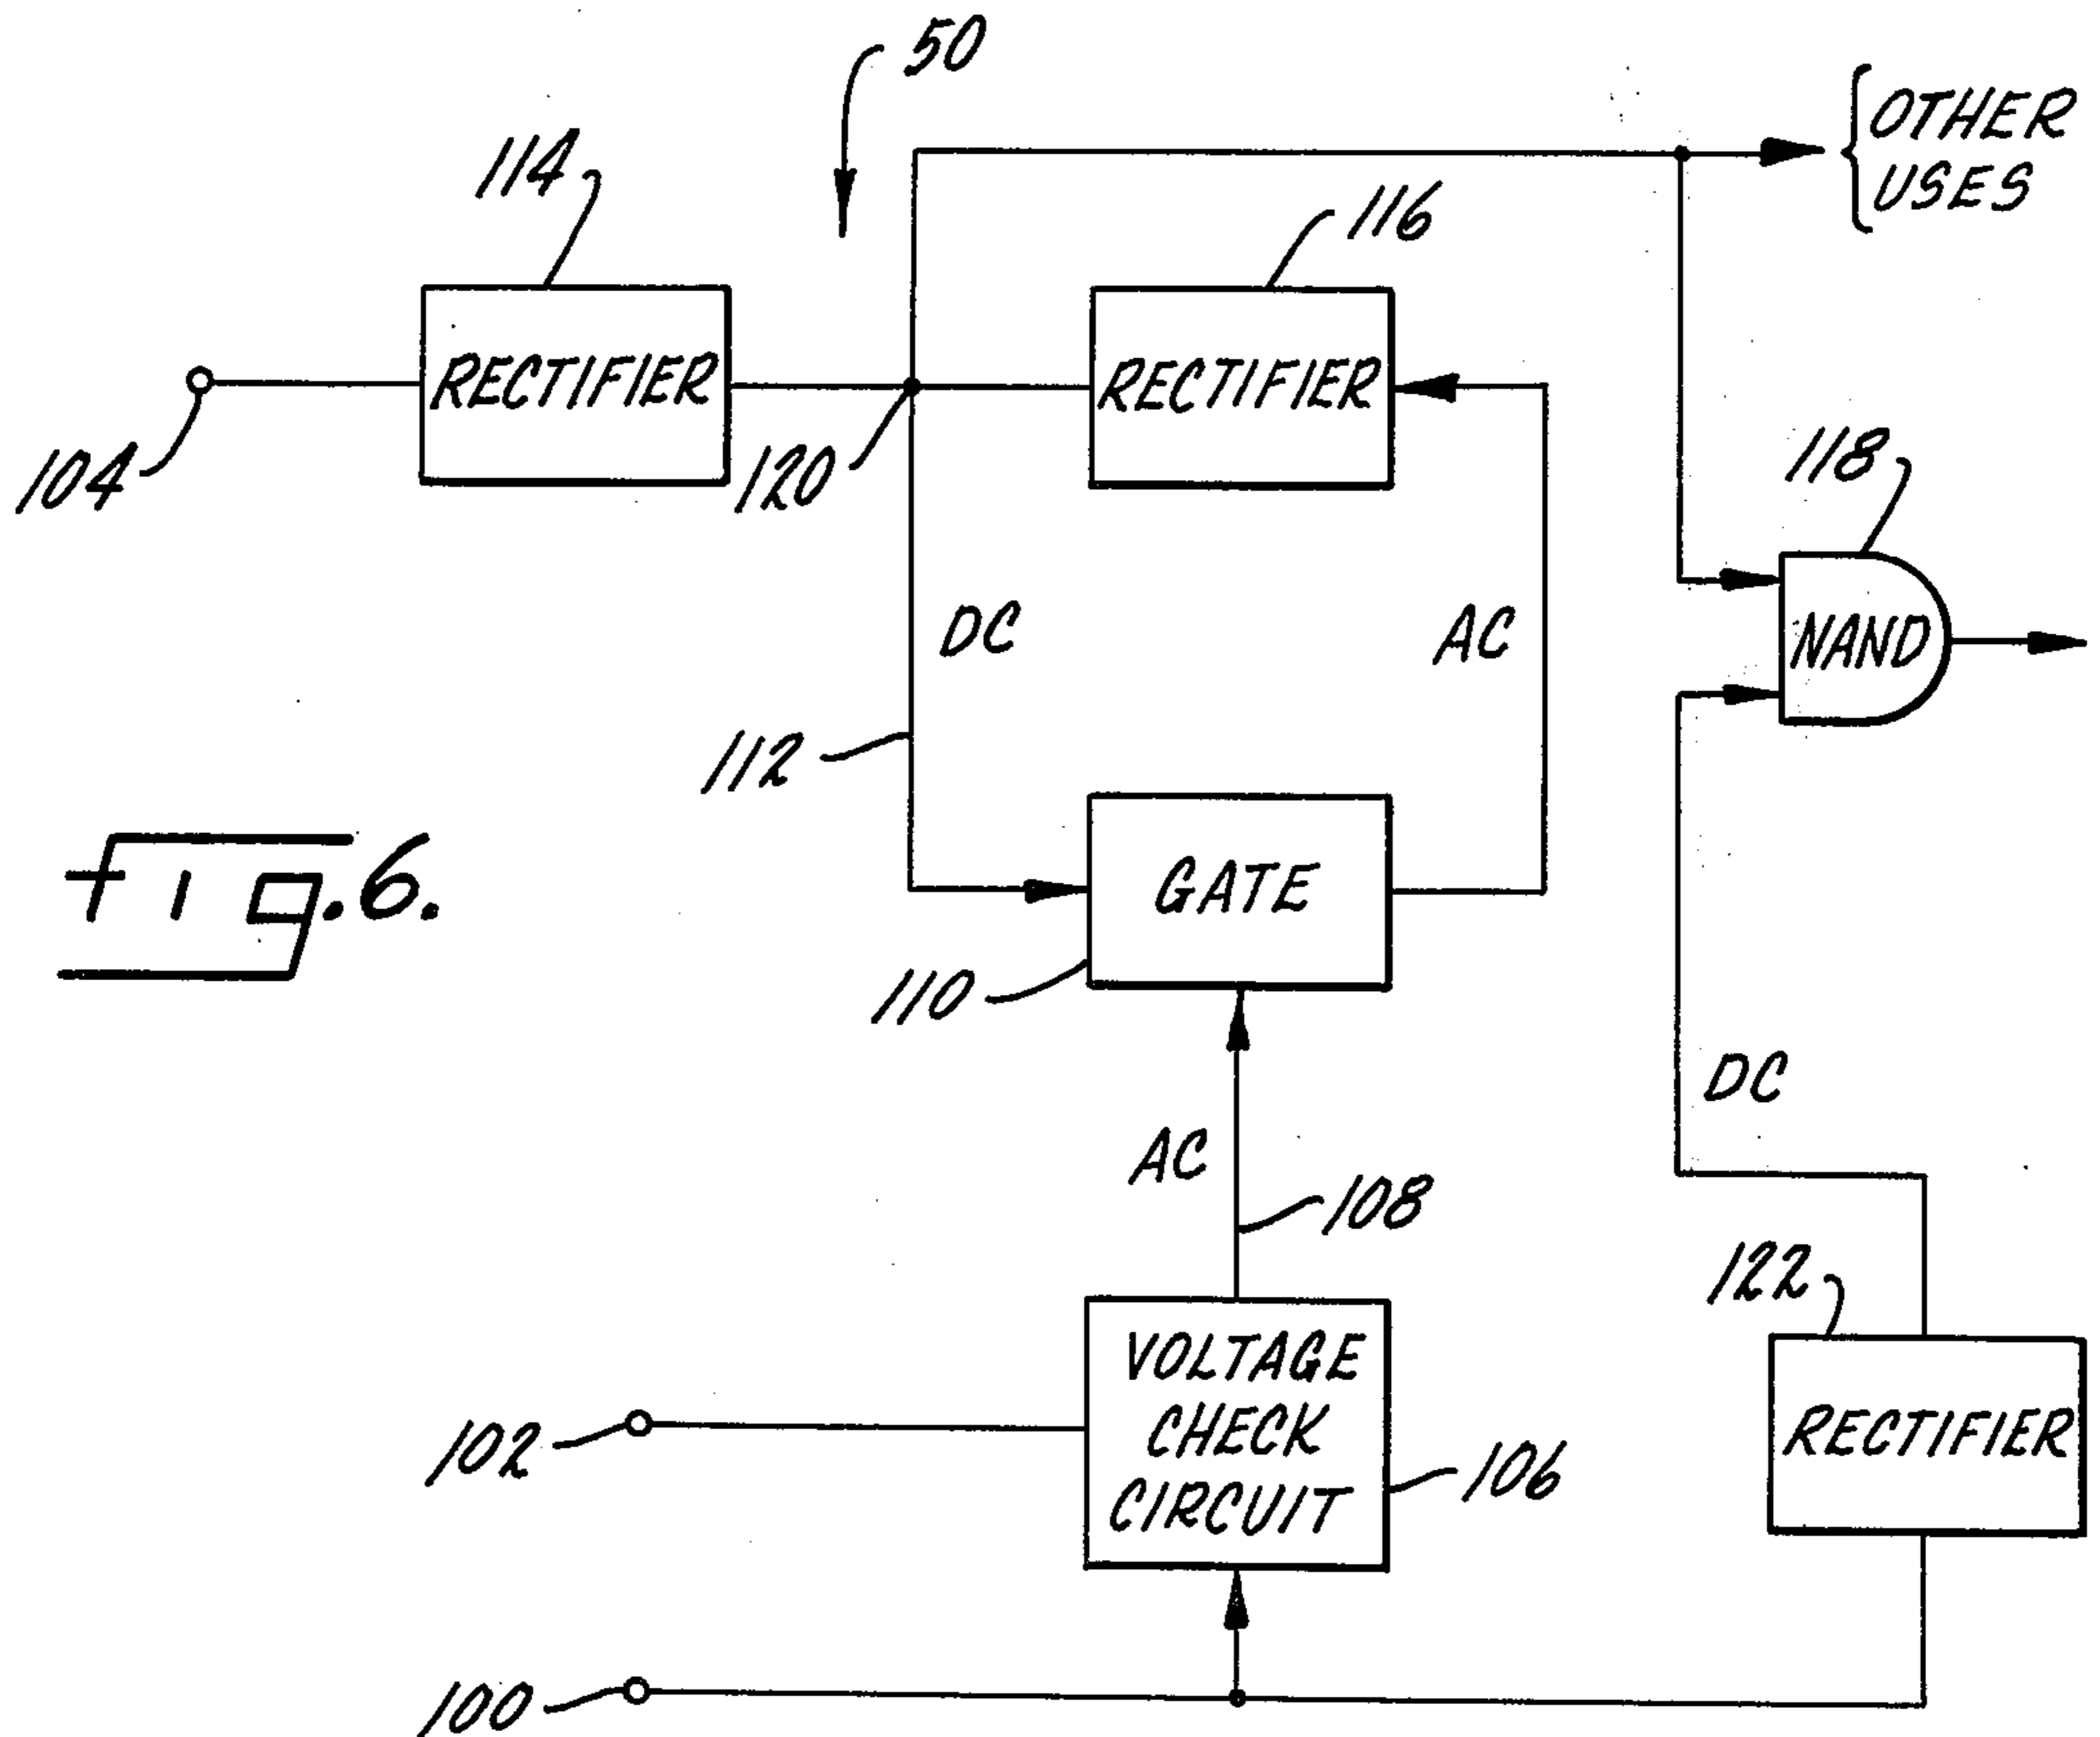 50
OTHER
USES
114
116
RECTIFIER
RECTIFIER
104
120
118
NAND
DC
AC
112
GATE
Fig. 6.
110
DC
AC
108
122
VOLTAGE
CHECK
CIRCUIT
RECTIFIER
102
106
100